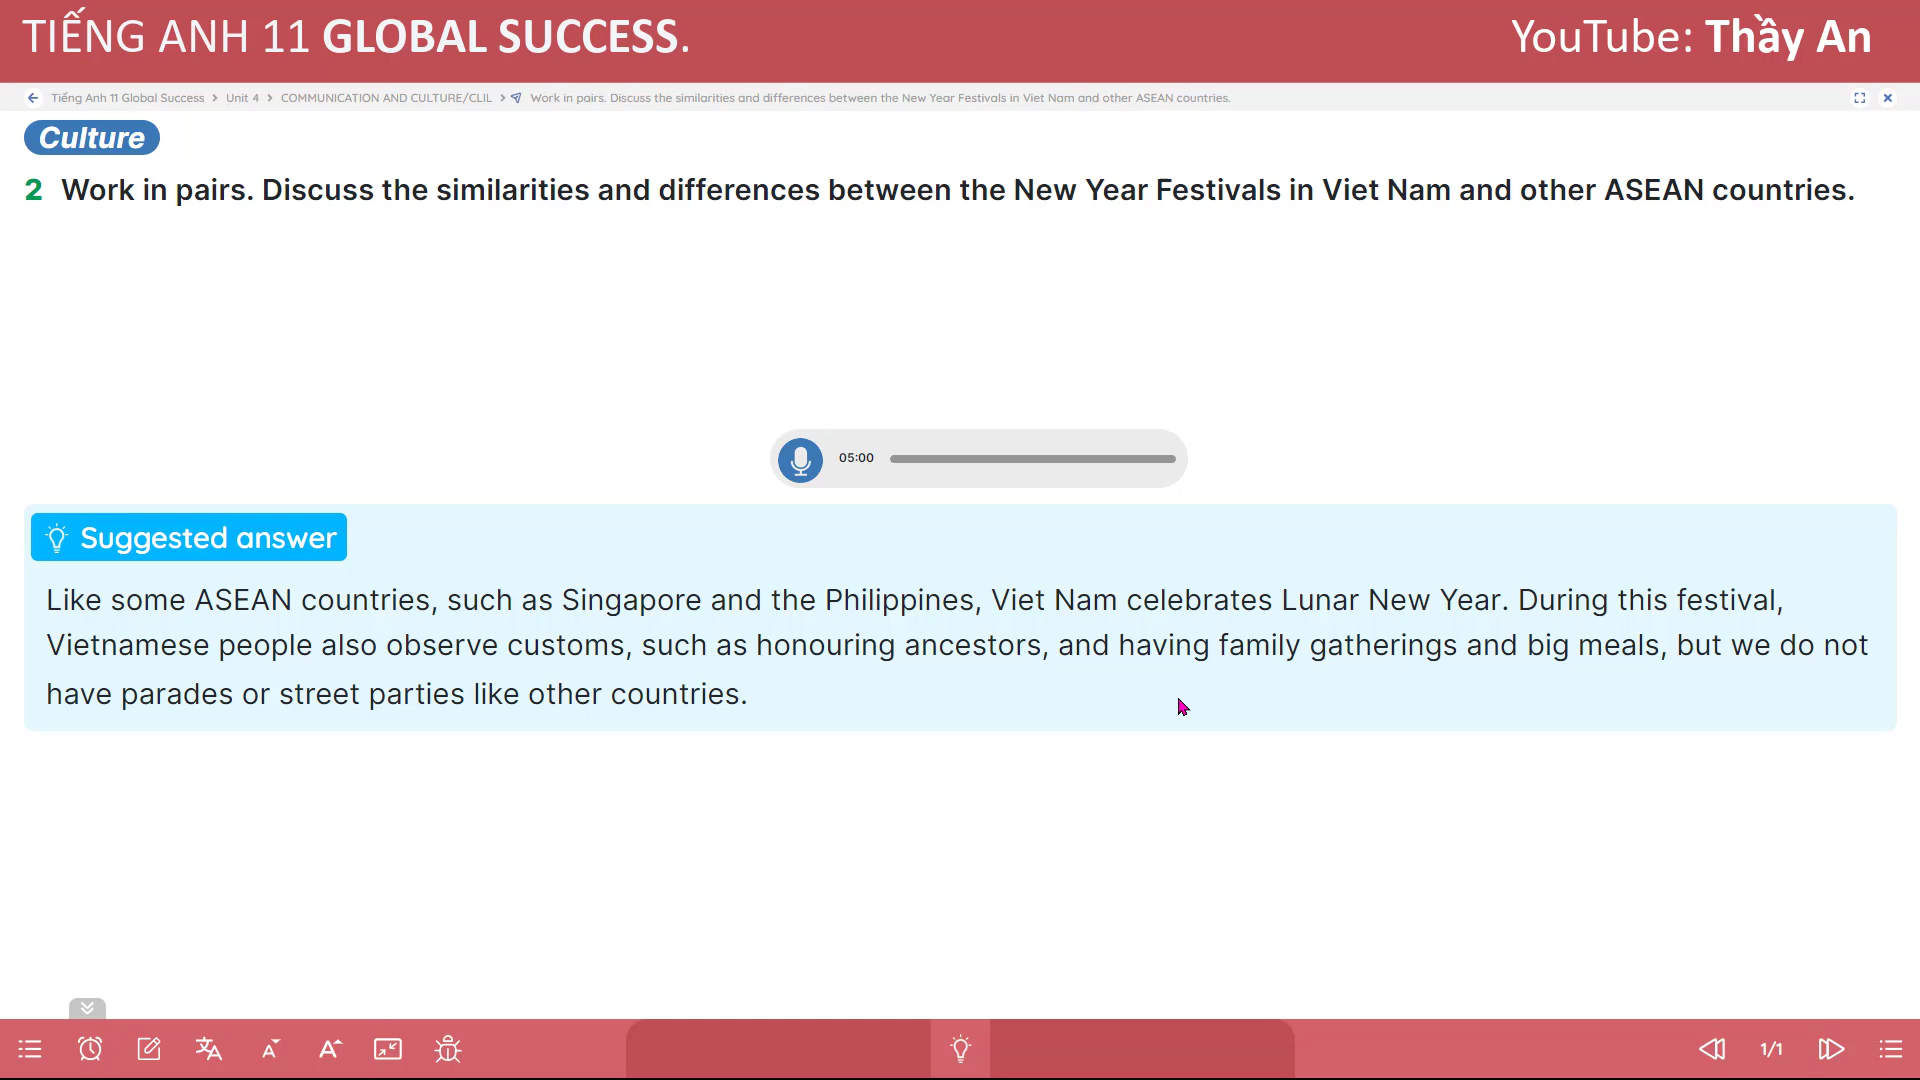 TIẾNG ANH 11 GLOBAL SUCCESS.
YouTube: Thầy An
Tiếng Anh 11 Global Success > Unit 4 > COMMUNICATION AND CULTURE/CLIL > Work in pairs. Discuss the similarities and differences between the New Year Festivals in Viet Nam and other ASEAN countries.
Culture
2 Work in pairs. Discuss the similarities and differences between the New Year Festivals in Viet Nam and other ASEAN countries.
05:00
Suggested answer
Like some ASEAN countries, such as Singapore and the Philippines, Viet Nam celebrates Lunar New Year. During this festival,
Vietnamese people also observe customs, such as honouring ancestors, and having family gatherings and big meals, but we do not
have parades or street parties like other countries.
1/1